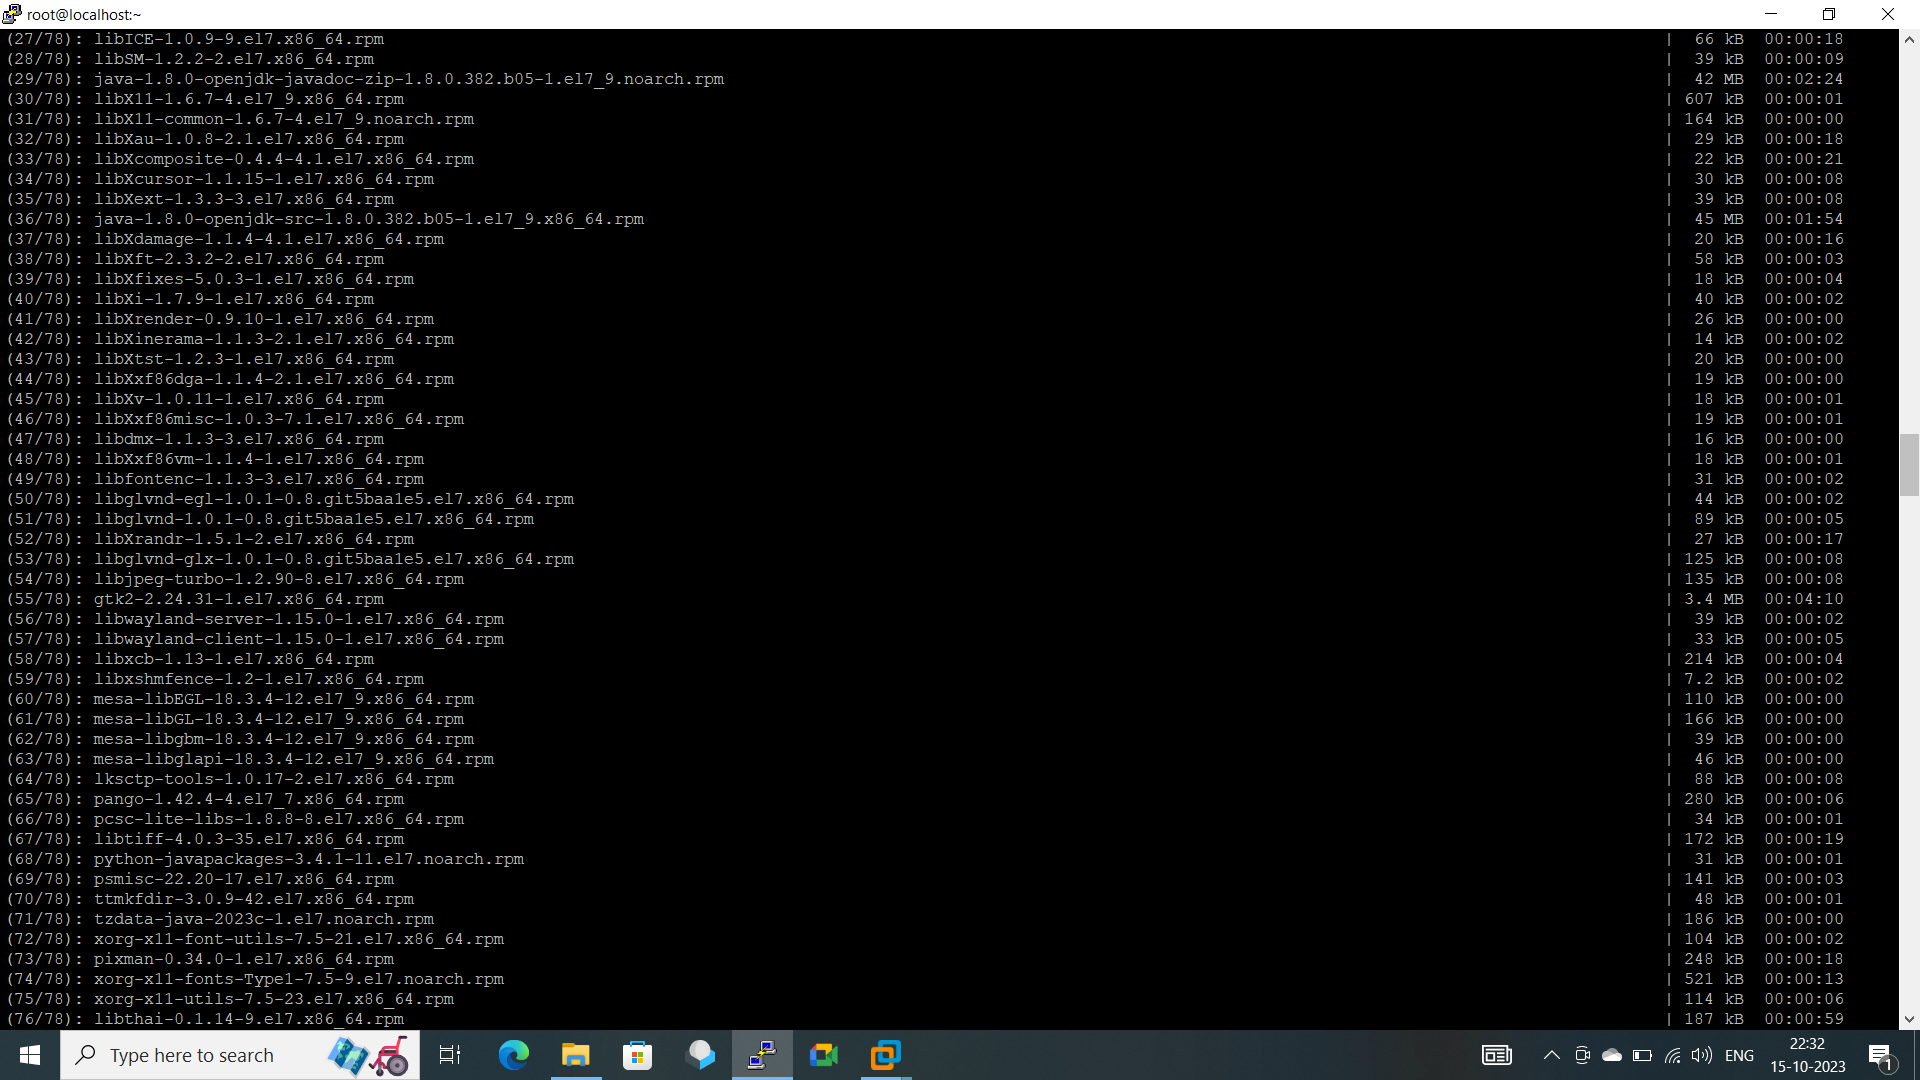 root@localhost:~
(27/78): libICE-1.0.9-9.el7.x86_64.rpm | 66 kB 00:00:18
(28/78): libSM-1.2.2-2.el7.x86_64.rpm | 39 kB 00:00:09
(29/78): java-1.8.0-openjdk-javadoc-zip-1.8.0.382.b05-1.el7_9.noarch.rpm | 42 MB 00:02:24
(30/78): libX11-1.6.7-4.el7_9.x86_64.rpm | 607 kB 00:00:01
(31/78): libX11-common-1.6.7-4.el7_9.noarch.rpm | 164 kB 00:00:00
(32/78): libXau-1.0.8-2.1.el7.x86_64.rpm | 29 kB 00:00:18
(33/78): libXcomposite-0.4.4-4.1.el7.x86_64.rpm | 22 kB 00:00:21
(34/78): libXcursor-1.1.15-1.el7.x86_64.rpm | 30 kB 00:00:08
(35/78): libXext-1.3.3-3.el7.x86_64.rpm | 39 kB 00:00:08
(36/78): java-1.8.0-openjdk-src-1.8.0.382.b05-1.el7_9.x86_64.rpm | 45 MB 00:01:54
(37/78): libXdamage-1.1.4-4.1.el7.x86_64.rpm | 20 kB 00:00:16
(38/78): libXft-2.3.2-2.el7.x86_64.rpm | 58 kB 00:00:03
(39/78): libXfixes-5.0.3-1.el7.x86_64.rpm | 18 kB 00:00:04
(40/78): libXi-1.7.9-1.el7.x86_64.rpm | 40 kB 00:00:02
(41/78): libXrender-0.9.10-1.el7.x86_64.rpm | 26 kB 00:00:00
(42/78): libXinerama-1.1.3-2.1.el7.x86_64.rpm | 14 kB 00:00:02
(43/78): libXtst-1.2.3-1.el7.x86_64.rpm | 20 kB 00:00:00
(44/78): libXxf86dga-1.1.4-2.1.el7.x86_64.rpm | 19 kB 00:00:00
(45/78): libXv-1.0.11-1.el7.x86_64.rpm | 18 kB 00:00:01
(46/78): libXxf86misc-1.0.3-7.1.el7.x86_64.rpm | 19 kB 00:00:01
(47/78): libdmx-1.1.3-3.el7.x86_64.rpm | 16 kB 00:00:00
(48/78): libXxf86vm-1.1.4-1.el7.x86_64.rpm | 18 kB 00:00:01
(49/78): libfontenc-1.1.3-3.el7.x86_64.rpm | 31 kB 00:00:02
(50/78): libglvnd-egl-1.0.1-0.8.git5baa1e5.el7.x86_64.rpm | 44 kB 00:00:02
(51/78): libglvnd-1.0.1-0.8.git5baa1e5.el7.x86_64.rpm | 89 kB 00:00:05
(52/78): libXrandr-1.5.1-2.el7.x86_64.rpm | 27 kB 00:00:17
(53/78): libglvnd-glx-1.0.1-0.8.git5baa1e5.el7.x86_64.rpm | 125 kB 00:00:08
(54/78): libjpeg-turbo-1.2.90-8.el7.x86_64.rpm | 135 kB 00:00:08
(55/78): gtk2-2.24.31-1.el7.x86_64.rpm | 3.4 MB 00:04:10
(56/78): libwayland-server-1.15.0-1.el7.x86_64.rpm | 39 kB 00:00:02
(57/78): libwayland-client-1.15.0-1.el7.x86_64.rpm | 33 kB 00:00:05
(58/78): libxcb-1.13-1.el7.x86_64.rpm | 214 kB 00:00:04
(59/78): libxshmfence-1.2-1.el7.x86_64.rpm | 7.2 kB 00:00:02
(60/78): mesa-libEGL-18.3.4-12.el7_9.x86_64.rpm | 110 kB 00:00:00
(61/78): mesa-libGL-18.3.4-12.el7_9.x86_64.rpm | 166 kB 00:00:00
(62/78): mesa-libgbm-18.3.4-12.el7_9.x86_64.rpm | 39 kB 00:00:00
(63/78): mesa-libglapi-18.3.4-12.el7_9.x86_64.rpm | 46 kB 00:00:00
(64/78): lksctp-tools-1.0.17-2.el7.x86_64.rpm | 88 kB 00:00:08
(65/78): pango-1.42.4-4.el7_7.x86_64.rpm | 280 kB 00:00:06
(66/78): pcsc-lite-libs-1.8.8-8.el7.x86_64.rpm | 34 kB 00:00:01
(67/78): libtiff-4.0.3-35.el7.x86_64.rpm | 172 kB 00:00:19
(68/78): python-javapackages-3.4.1-11.el7.noarch.rpm | 31 kB 00:00:01
(69/78): psmisc-22.20-17.el7.x86_64.rpm | 141 kB 00:00:03
(70/78): ttmkfdir-3.0.9-42.el7.x86_64.rpm | 48 kB 00:00:01
(71/78): tzdata-java-2023c-1.el7.noarch.rpm | 186 kB 00:00:00
(72/78): xorg-x11-font-utils-7.5-21.el7.x86_64.rpm | 104 kB 00:00:02
(73/78): pixman-0.34.0-1.el7.x86_64.rpm | 248 kB 00:00:18
(74/78): xorg-x11-fonts-Type1-7.5-9.el7.noarch.rpm | 521 kB 00:00:13
(75/78): xorg-x11-utils-7.5-23.el7.x86_64.rpm | 114 kB 00:00:06
(76/78): libthai-0.1.14-9.el7.x86_64.rpm | 187 kB 00:00:59
Type here to search
ENG
22:32
15-10-2023
1